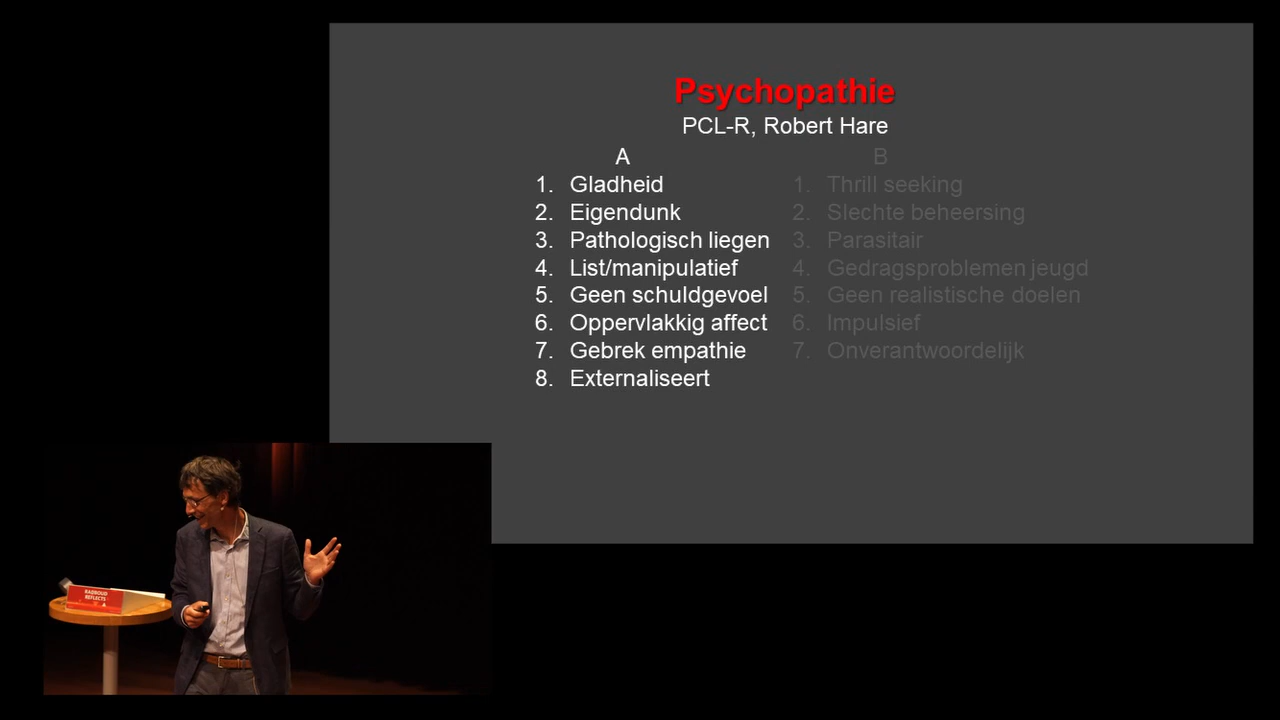 Psychopathie
PCL-R, Robert Hare
A
1. Gladheid
2. Eigendunk
3. Pathologisch liegen
4. List/manipulatief
5. Geen schuldgevoel
6. Oppervlakkig affect
7. Gebrek empathie
8. Externaliseert
B
1. Thrill seeking
2. Slechte beheersing
3. Parasitair
4. Gedragsproblemen jeugd
5. Geen realistische doelen
6. Impulsief
7. Onverantwoordelijk
RADBOUD
REFLECTS